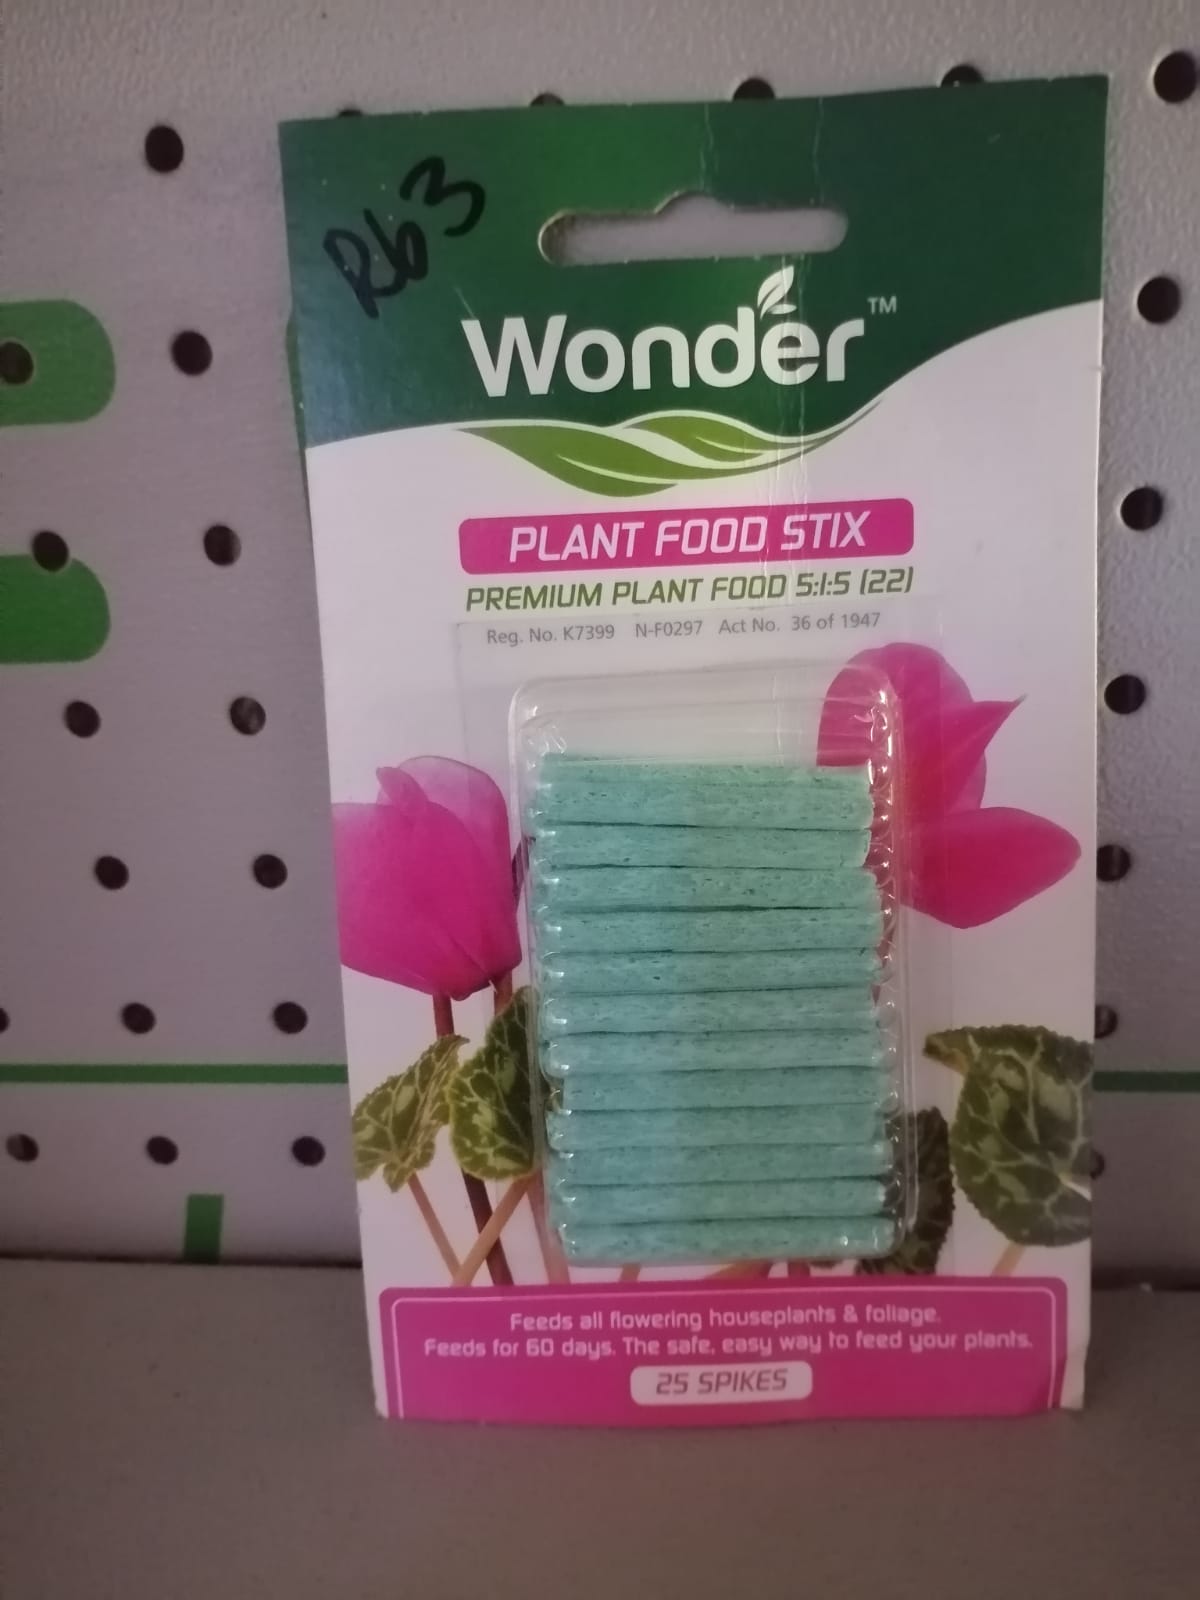 Rb3
Wonder™
PLANT FOOD STIX
PREMIUM PLANT FOOD 5:1:5 (22)
Reg. No. K7399 N-F0297 Act No. 36 of 1947
Feeds all flowering houseplants & foliage.
Feeds for 60 days. The safe, easy way to feed your plants.
25 SPIKES